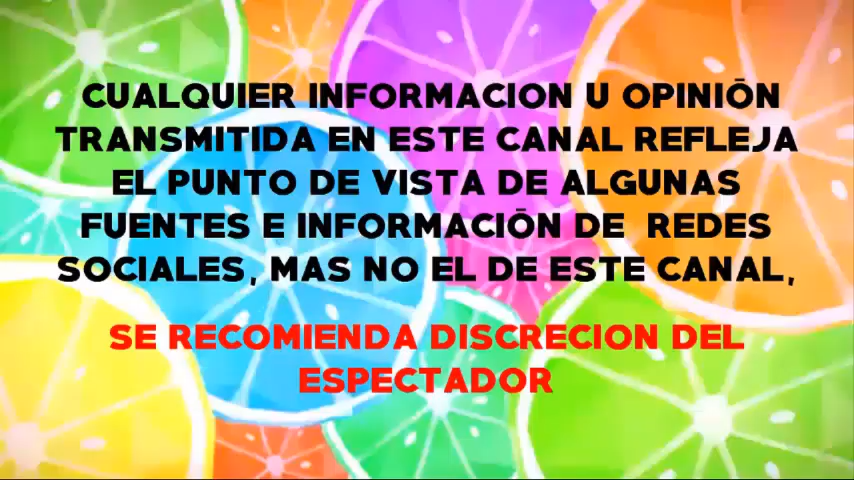 CUALQUIER INFORMACION U OPINIÓN
TRANSMITIDA EN ESTE CANAL REFLEJA
EL PUNTO DE VISTA DE ALGUNAS
FUENTES E INFORMACIÓN DE REDES
SOCIALES, MAS NO EL DE ESTE CANAL,
SE RECOMIENDA DISCRECION DEL
ESPECTADOR